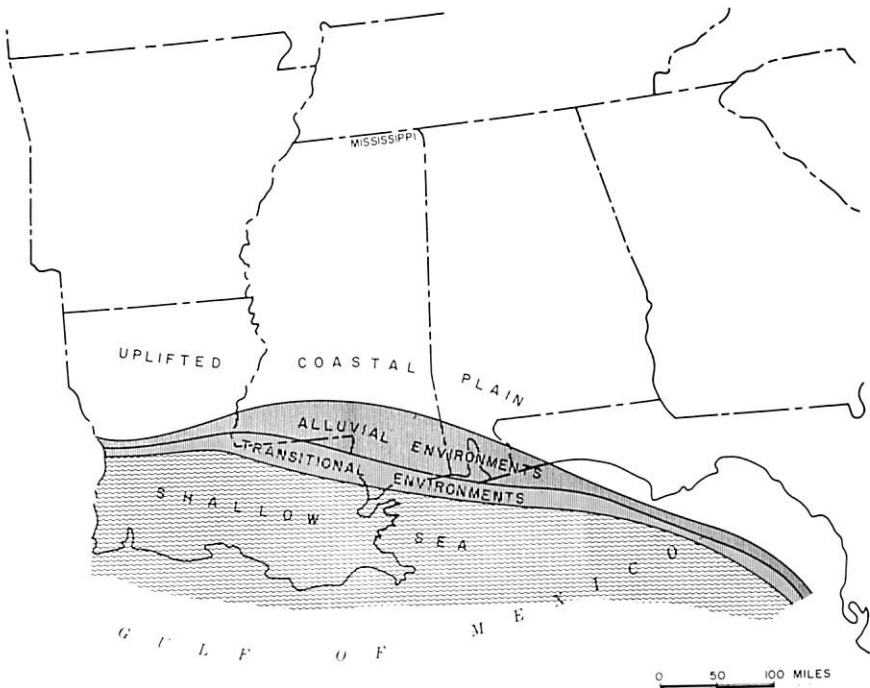 MISSISSIPPI
UPLIFTED COASTAL PLAIN
ALLUVIAL ENVIRONMENTS
TRANSITIONAL ENVIRONMENTS
SHALLOW SEA
GULF OF MEXICO
0 50 100 MILES